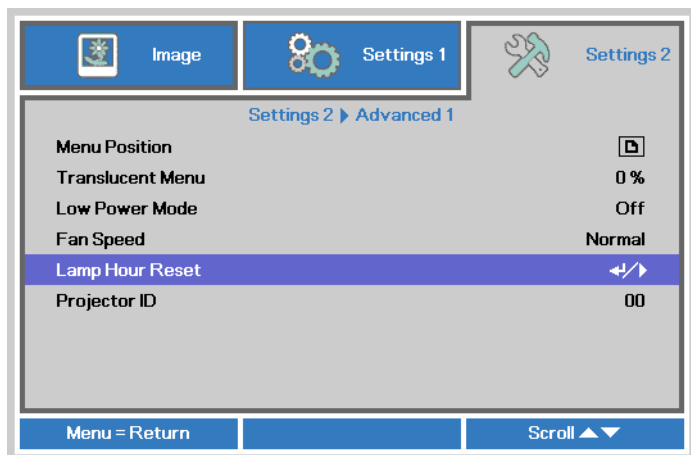 Image
Settings 1
Settings 2
Settings 2 Advanced 1
Menu Position
Translucent Menu 0 %
Low Power Mode Off
Fan Speed Normal
Lamp Hour Reset /
Projector ID 00
Menu = Return
Scroll